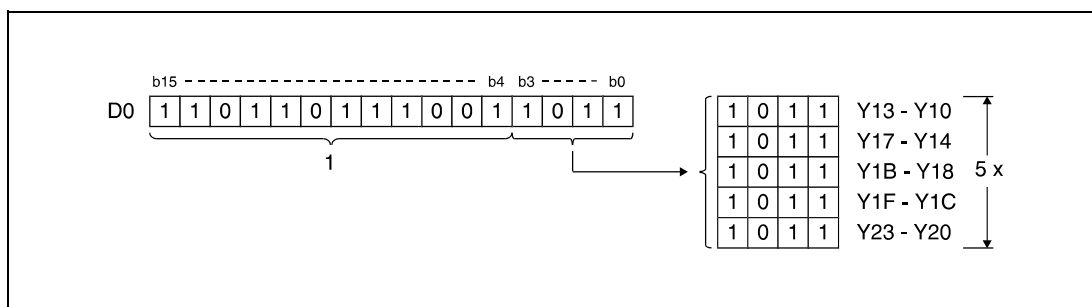 b15 ---------------------- b4 b3 ----- b0
D0 1 1 0 1 1 0 1 1 1 0 0 1 1 0 1 1
1
1 0 1 1 Y13 - Y10
1 0 1 1 Y17 - Y14
1 0 1 1 Y1B - Y18 5 x
1 0 1 1 Y1F - Y1C
1 0 1 1 Y23 - Y20